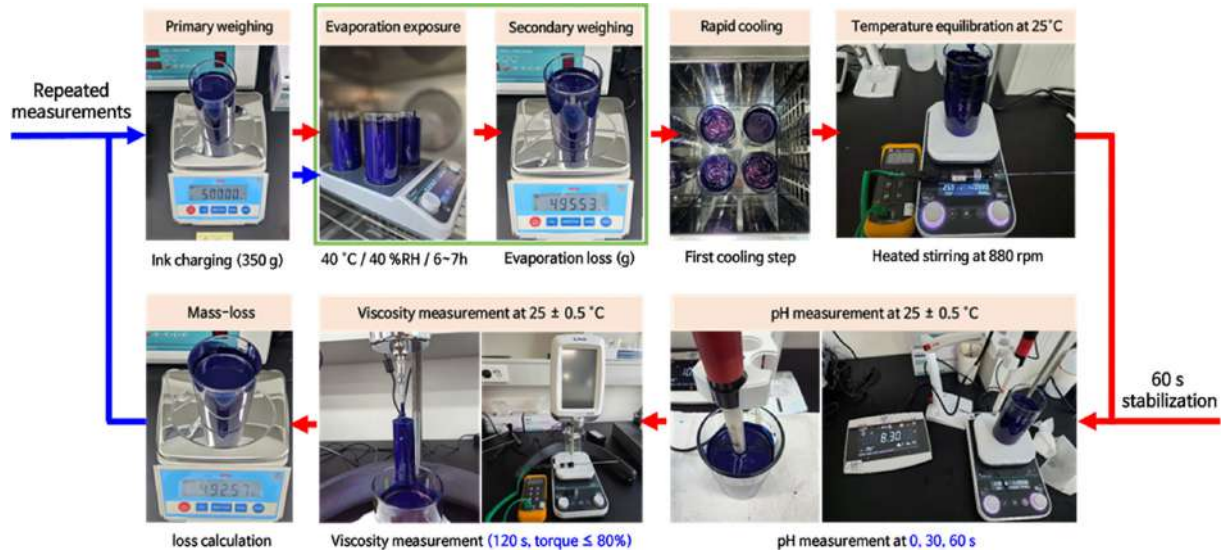 Primary weighing
Evaporation exposure
Secondary weighing
Rapid cooling
Temperature equilibration at 25˚C
Repeated
measurements
500.00
495.53
Ink charging (350 g)
40 ˚C / 40 %RH / 6~7h
Evaporation loss (g)
First cooling step
Heated stirring at 880 rpm
Mass-loss
Viscosity measurement at 25 ± 0.5 ˚C
pH measurement at 25 ± 0.5 ˚C
60 s
stabilization
8.30
492.57
loss calculation
Viscosity measurement (120 s, torque ≤ 80%)
pH measurement at 0, 30, 60 s